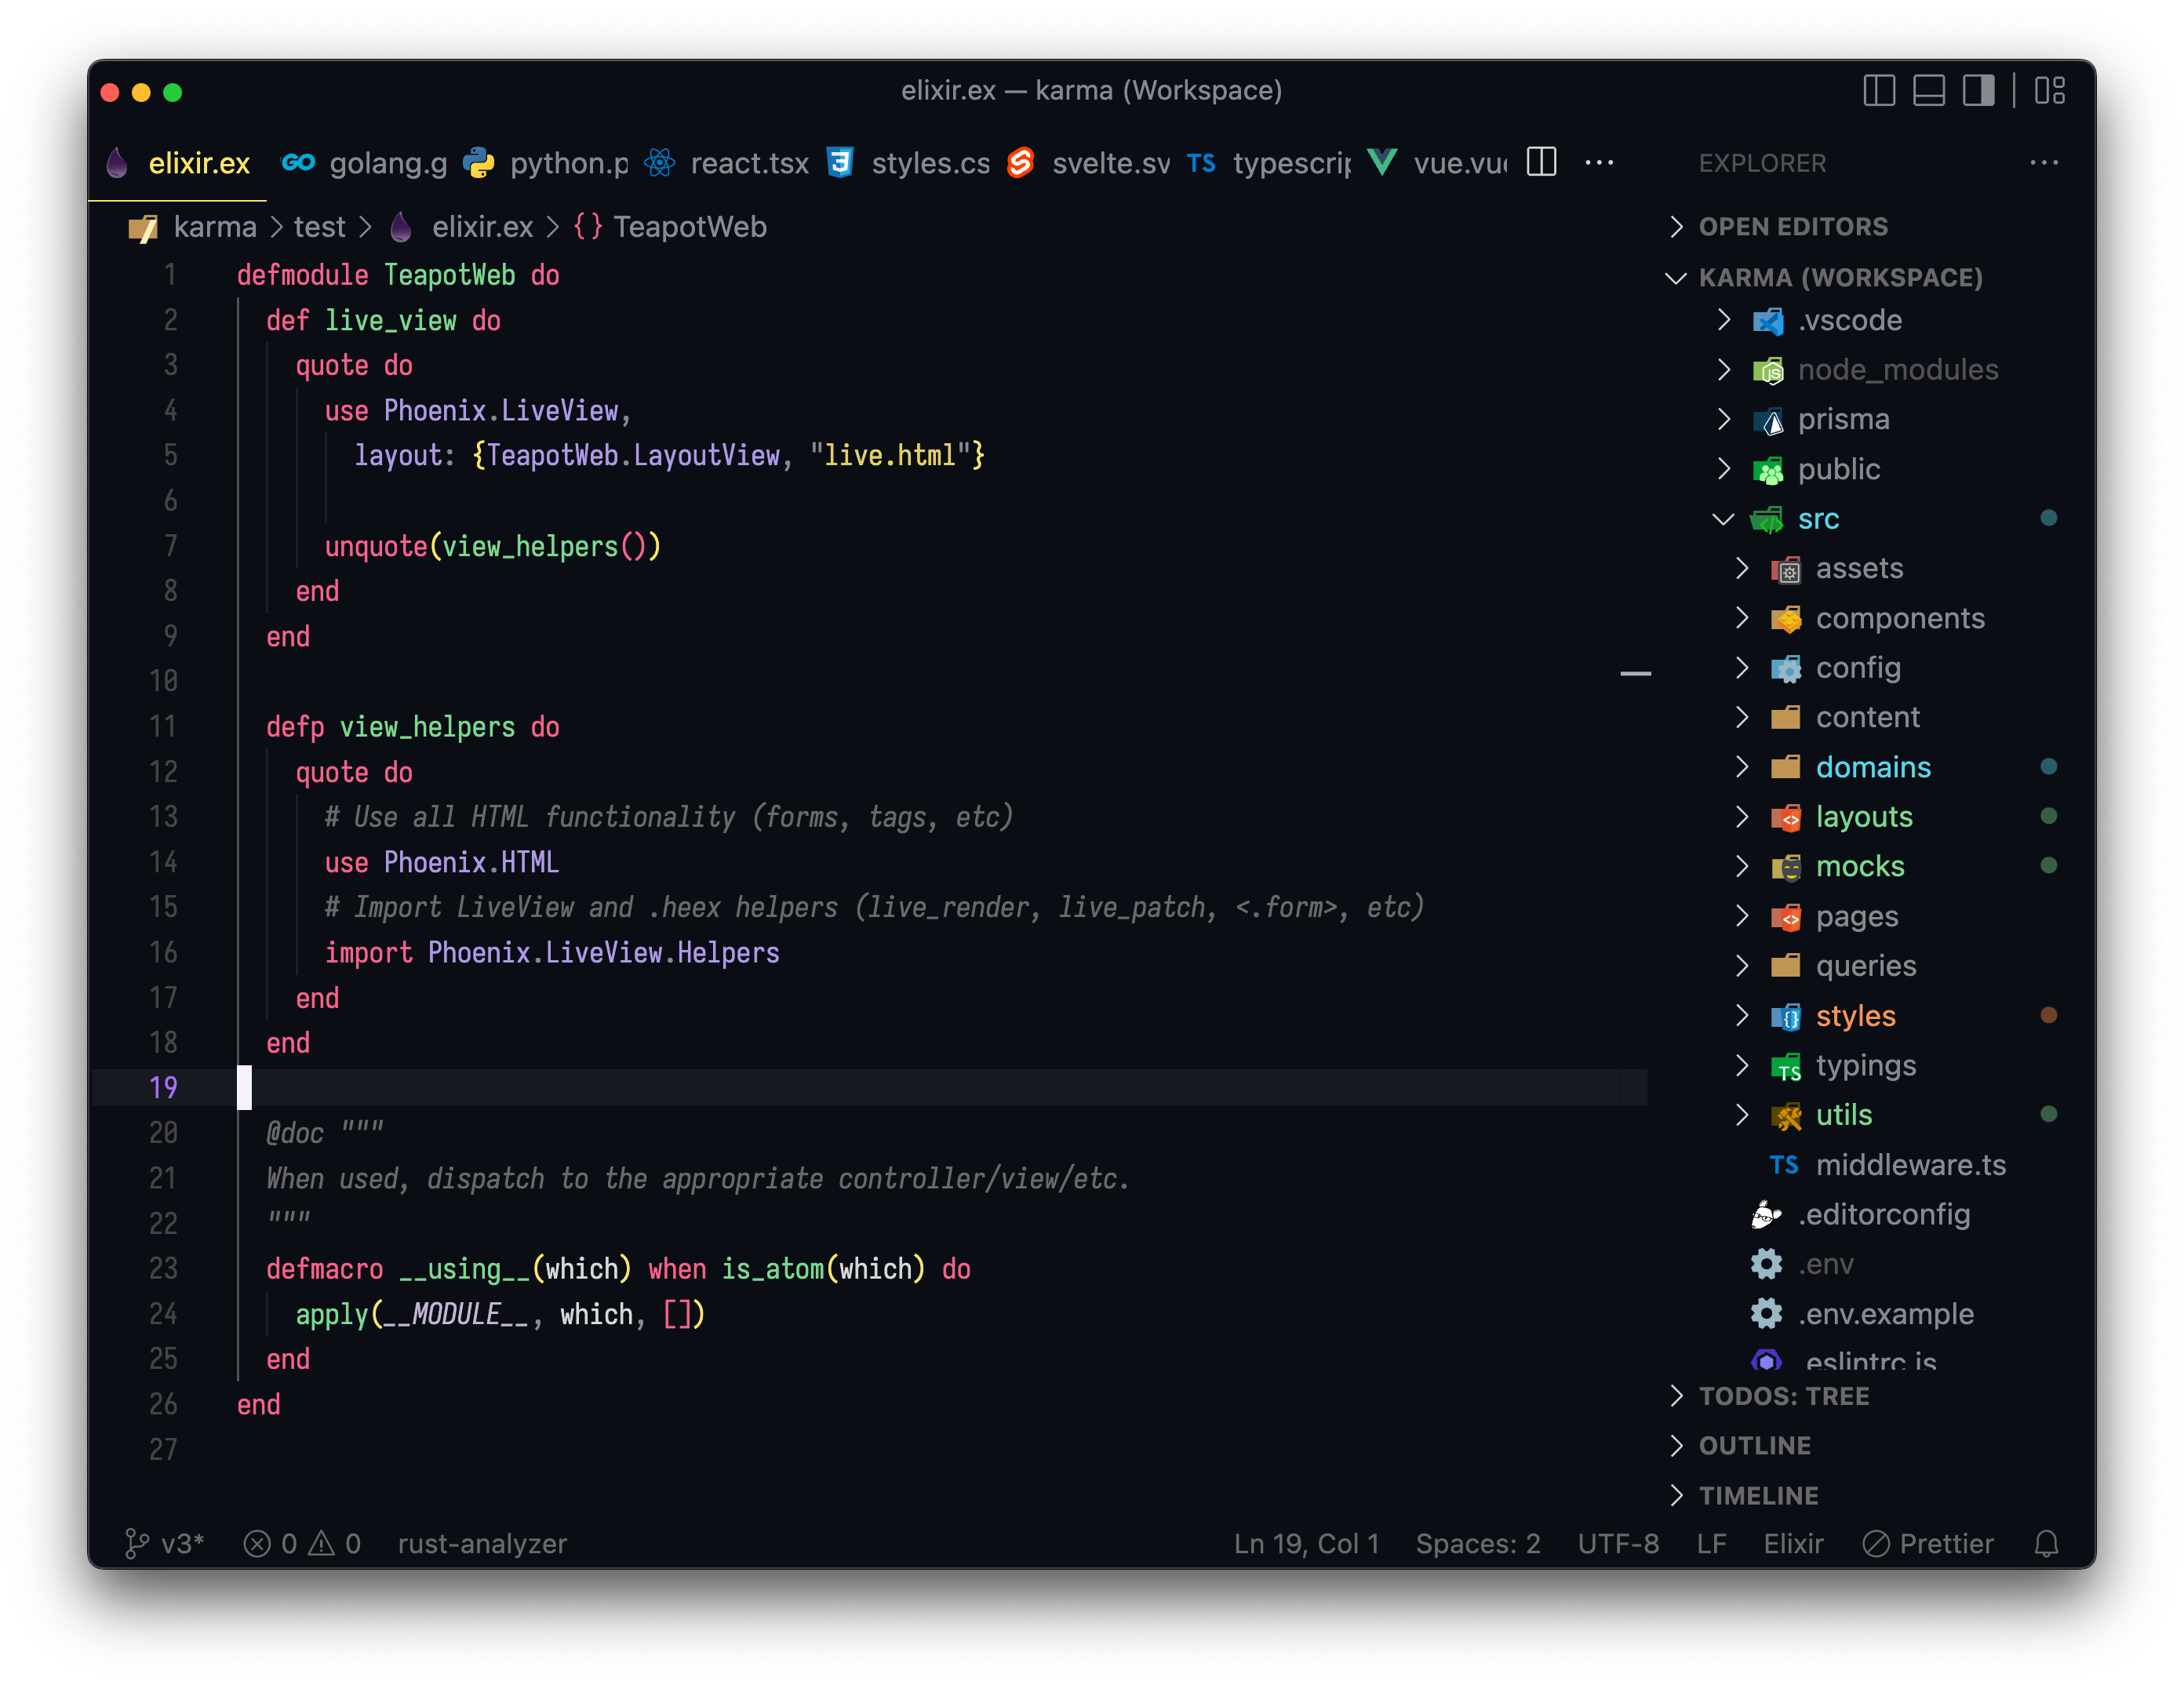 elixir.ex — karma (Workspace)
elixir.ex golang.g python.p react.tsx styles.cs svelte.sv TS typescrip vue.vu ···
karma > test > elixir.ex > {} TeapotWeb
1 defmodule TeapotWeb do
2 def live_view do
3 quote do
4 use Phoenix.LiveView,
5 layout: {TeapotWeb.LayoutView, "live.html"}
6
7 unquote(view_helpers())
8 end
9 end
10
11 defp view_helpers do
12 quote do
13 # Use all HTML functionality (forms, tags, etc)
14 use Phoenix.HTML
15 # Import LiveView and .heex helpers (live_render, live_patch, <.form>, etc)
16 import Phoenix.LiveView.Helpers
17 end
18 end
19
20 @doc """
21 When used, dispatch to the appropriate controller/view/etc.
22 """
23 defmacro __using__(which) when is_atom(which) do
24 apply(__MODULE__, which, [])
25 end
26 end
27
EXPLORER ···
OPEN EDITORS
KARMA (WORKSPACE)
.vscode
node_modules
prisma
public
src
assets
components
config
content
domains
layouts
mocks
pages
queries
styles
typings
utils
TS middleware.ts
.editorconfig
.env
.env.example
.eslintrc.js
TODOS: TREE
OUTLINE
TIMELINE
v3* 0 0 rust-analyzer Ln 19, Col 1 Spaces: 2 UTF-8 LF Elixir Prettier